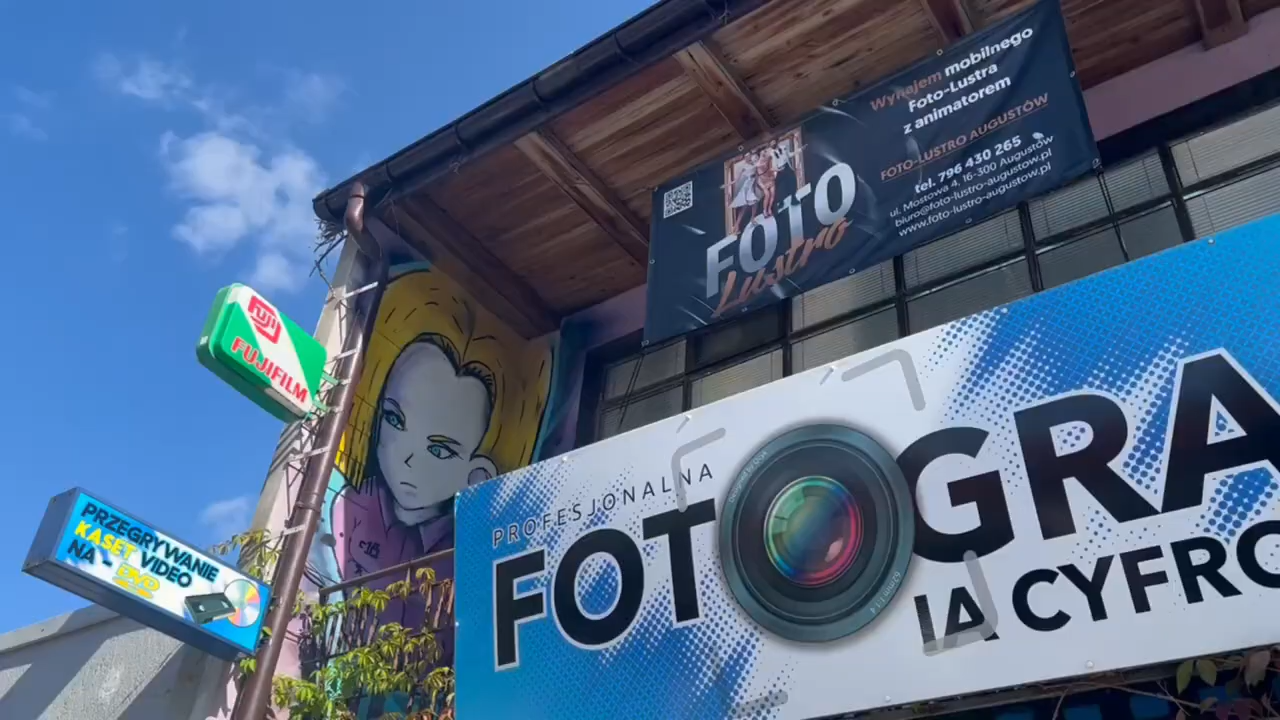 Wynajem mobilnego
Foto-Lustra
z animatorem
FOTO-LUSTRO AUGUSTÓW
tel. 796 430 265
ul. Mostowa 4, 16-300 Augustów
biuro@foto-lustro-augustow.pl
www.foto-lustro-augustow.pl
FOTO
Lustro
FUJI
FUJIFILM
PRZEGRYWANIE
KASET VIDEO
NA - DVD
PROFESJONALNA
FOTOGRA
IA CYFRO
c18